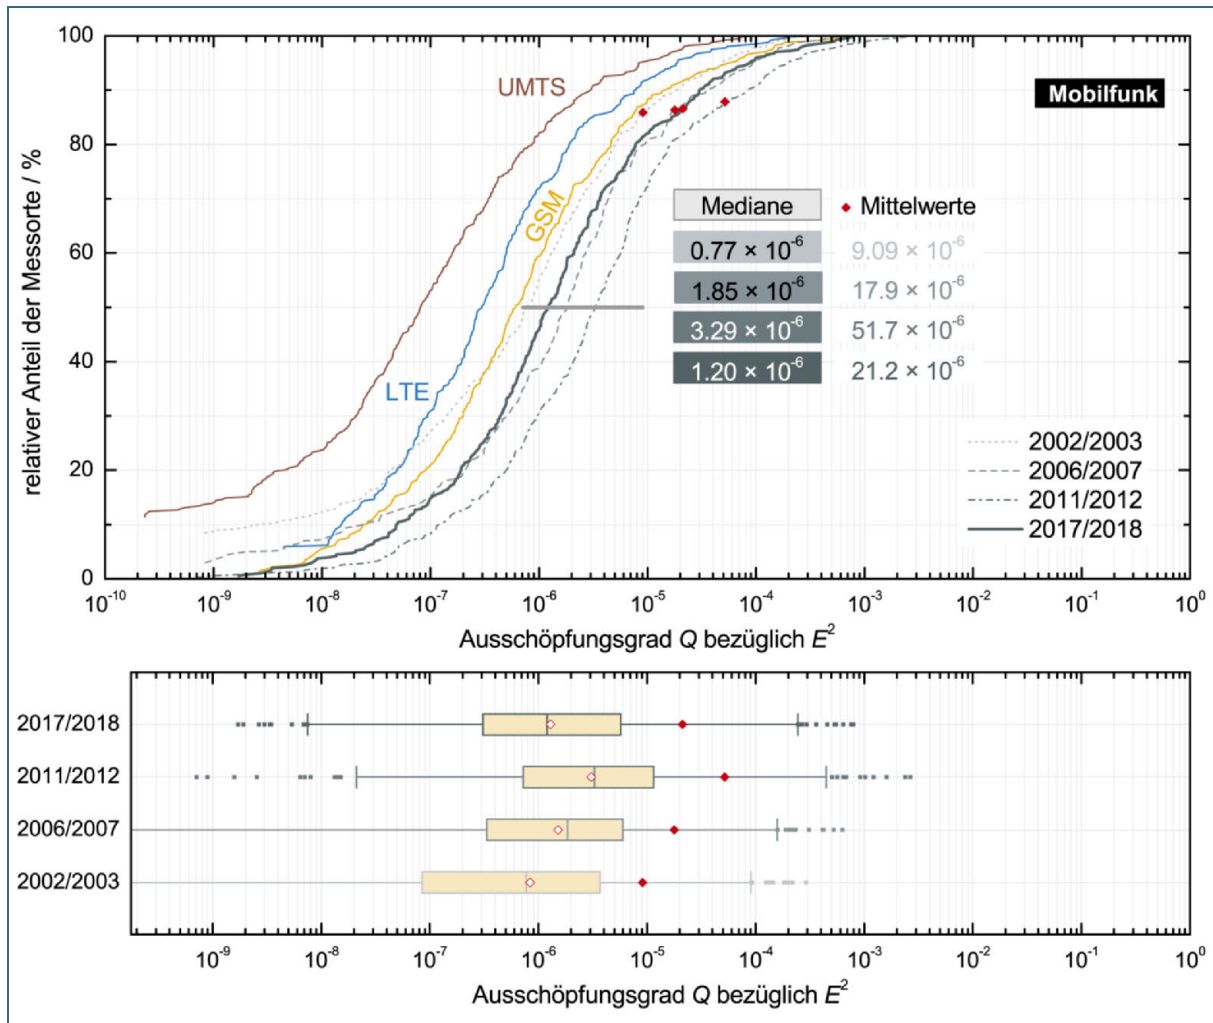 100
80
60
40
20
0
relativer Anteil der Messorte / %
UMTS
LTE
GSM
Mobilfunk
Mediane Mittelwerte
0.77 × 10⁻⁶ 9.09 × 10⁻⁶
1.85 × 10⁻⁶ 17.9 × 10⁻⁶
3.29 × 10⁻⁶ 51.7 × 10⁻⁶
1.20 × 10⁻⁶ 21.2 × 10⁻⁶
2002/2003
2006/2007
2011/2012
2017/2018
10⁻¹⁰ 10⁻⁹ 10⁻⁸ 10⁻⁷ 10⁻⁶ 10⁻⁵ 10⁻⁴ 10⁻³ 10⁻² 10⁻¹ 10⁰
Ausschöpfungsgrad Q bezüglich E²
2017/2018
2011/2012
2006/2007
2002/2003
10⁻⁹ 10⁻⁸ 10⁻⁷ 10⁻⁶ 10⁻⁵ 10⁻⁴ 10⁻³ 10⁻² 10⁻¹ 10⁰
Ausschöpfungsgrad Q bezüglich E²